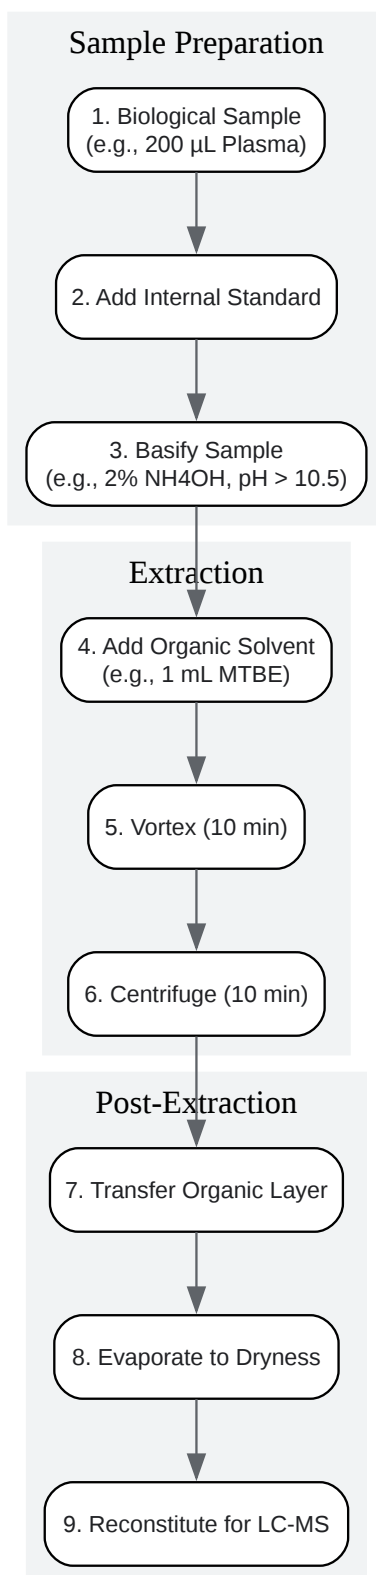 Sample Preparation
1. Biological Sample
(e.g., 200 µL Plasma)
2. Add Internal Standard
3. Basify Sample
(e.g., 2% NH4OH, pH > 10.5)
Extraction
4. Add Organic Solvent
(e.g., 1 mL MTBE)
5. Vortex (10 min)
6. Centrifuge (10 min)
Post-Extraction
7. Transfer Organic Layer
8. Evaporate to Dryness
9. Reconstitute for LC-MS